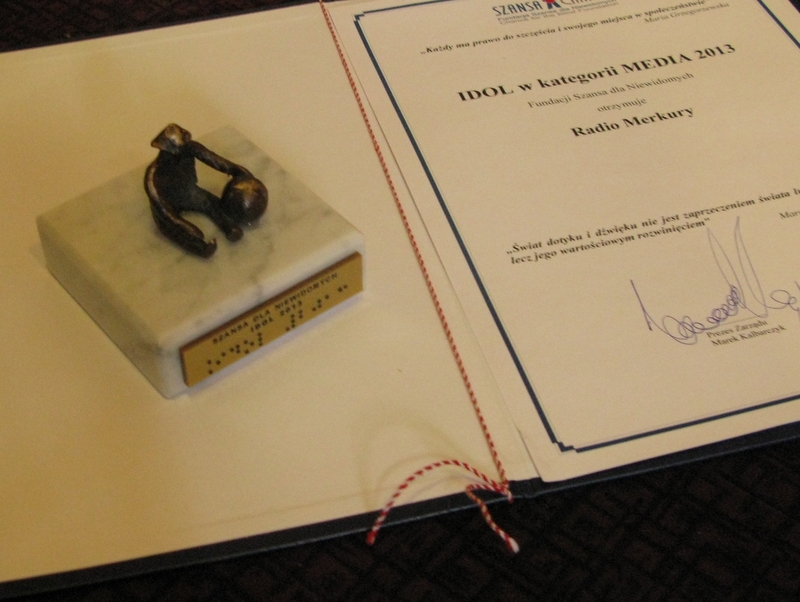 SZANSA
„Każdy ma prawo do szczęścia i swojego miejsca w społeczeństwie"
Maria Grzegorzewska
IDOL w kategorii MEDIA 2013
Fundacji Szansa dla Niewidomych
otrzymuje
Radio Merkury
„Świat dotyku i dźwięku nie jest zaprzeczeniem świata
lecz jego wartościowym rozwinięciem"
Prezes Zarządu
Marek Kalbarczyk
SZANSA DLA NIEWIDOMYCH
IDOL 2013